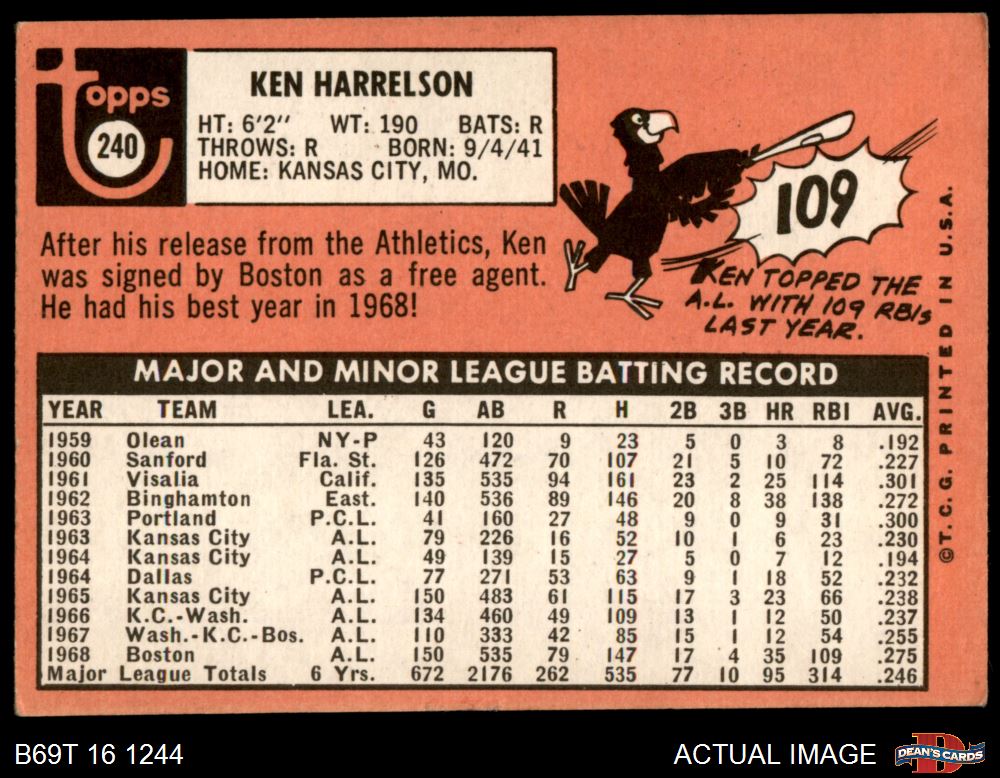 Topps
240
KEN HARRELSON
HT: 6'2" WT: 190 BATS: R
THROWS: R BORN: 9/4/41
HOME: KANSAS CITY, MO.
After his release from the Athletics, Ken
was signed by Boston as a free agent.
He had his best year in 1968!
109
KEN TOPPED THE
A.L. WITH 109 RBIs
LAST YEAR.
MAJOR AND MINOR LEAGUE BATTING RECORD
YEAR TEAM LEA. G AB R H 2B 3B HR RBI AVG.
1959 Olean NY-P 43 120 9 23 5 0 3 8 .192
1960 Sanford Fla. St. 126 472 70 107 21 5 10 72 .227
1961 Visalia Calif. 135 535 94 161 23 2 25 114 .301
1962 Binghamton East. 140 536 89 146 20 8 38 138 .272
1963 Portland P.C.L. 41 160 27 48 9 0 9 31 .300
1963 Kansas City A.L. 79 226 16 52 10 1 6 23 .230
1964 Kansas City A.L. 49 139 15 27 5 0 7 12 .194
1964 Dallas P.C.L. 77 271 53 63 9 1 18 52 .232
1965 Kansas City A.L. 150 483 61 115 17 3 23 66 .238
1966 K.C.-Wash. A.L. 134 460 49 109 13 1 12 50 .237
1967 Wash.-K.C.-Bos. A.L. 110 333 42 85 15 1 12 54 .255
1968 Boston A.L. 150 535 79 147 17 4 35 109 .275
Major League Totals 6 Yrs. 672 2176 262 535 77 10 95 314 .246
©T.C.G. PRINTED IN U.S.A.
B69T 16 1244
ACTUAL IMAGE
DEAN'S CARDS